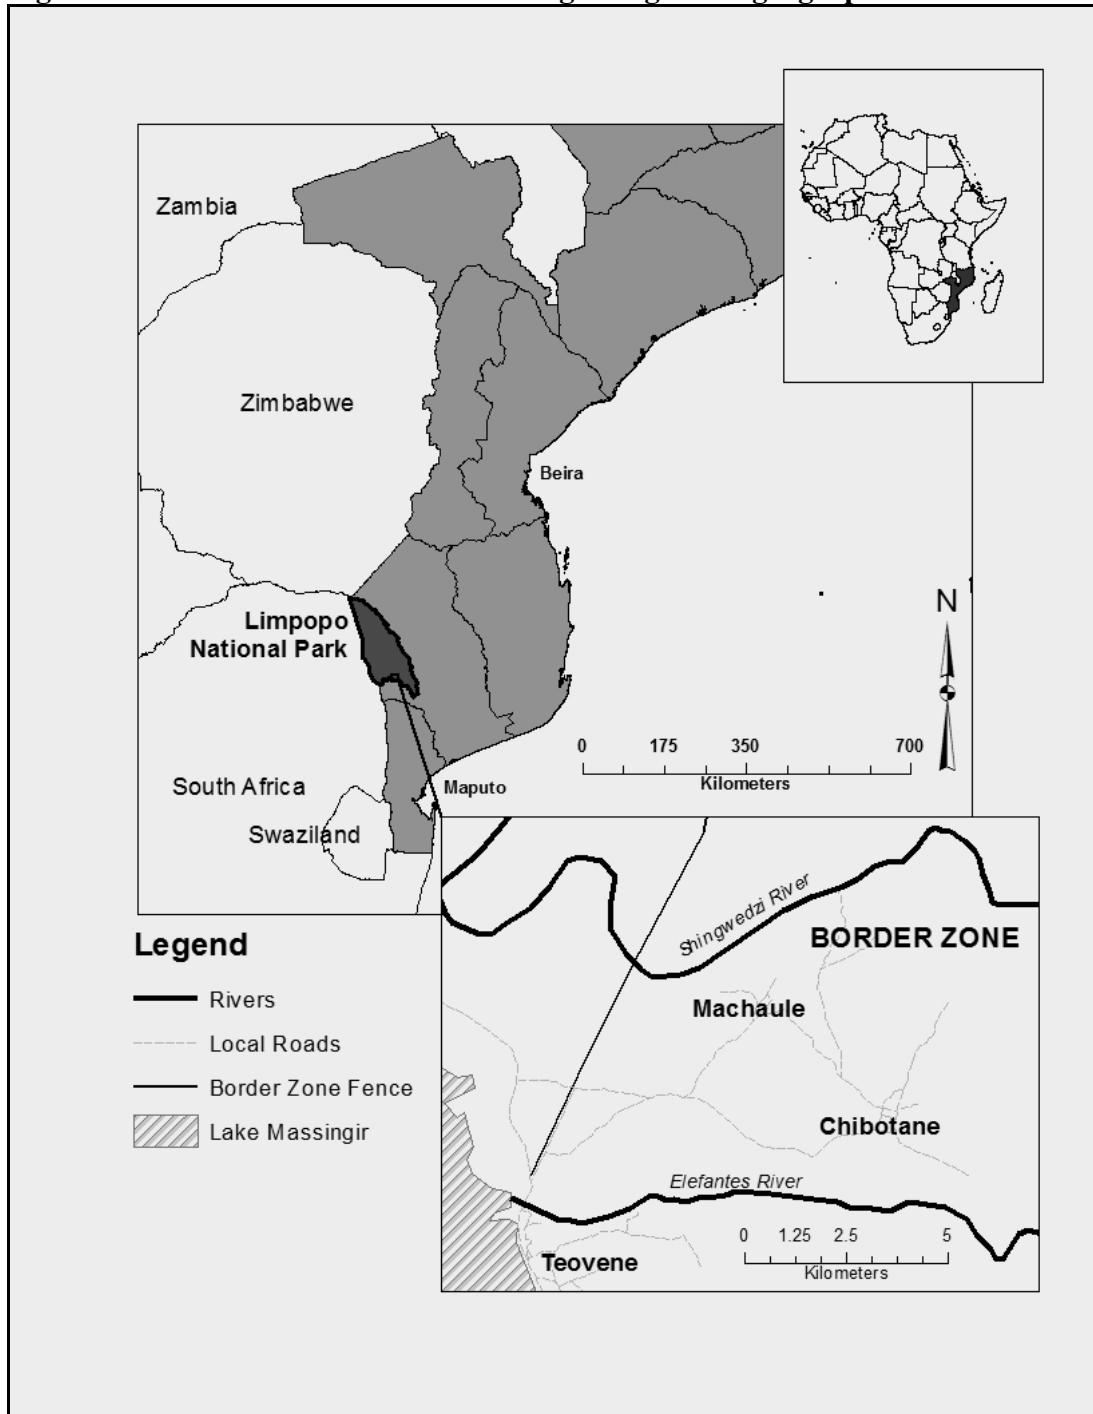 Zambia
Zimbabwe
Beira
Limpopo
National Park
N
0 175 350 700
Kilometers
South Africa
Maputo
Swaziland
Legend
Rivers
Local Roads
Border Zone Fence
Lake Massingir
Shingwedzi River
BORDER ZONE
Machaule
Chibotane
Elefantes River
0 1.25 2.5 5
Kilometers
Teovene